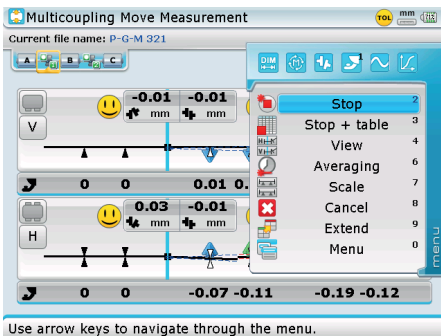 Multicoupling Move Measurement
TOL mm
Current file name: P-G-M 321
A B C
DIM
Stop 2
Stop + table 3
View 4
Averaging 6
Scale 7
Cancel 8
Extend 9
Menu 0
menu
-0.01 -0.01
mm mm
V
0 0 0.01 0.
0.03 -0.01
mm mm
H
0 0 -0.07 -0.11 -0.19 -0.12
Use arrow keys to navigate through the menu.